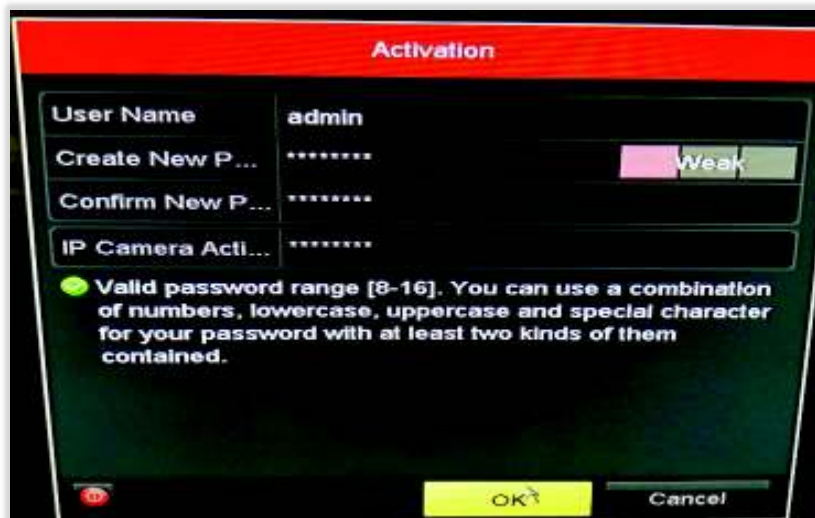 Activation
User Name admin
Create New P... ******** Weak
Confirm New P... ********
IP Camera Acti... ********
Valid password range [8-16]. You can use a combination
of numbers, lowercase, uppercase and special character
for your password with at least two kinds of them
contained.
OK Cancel